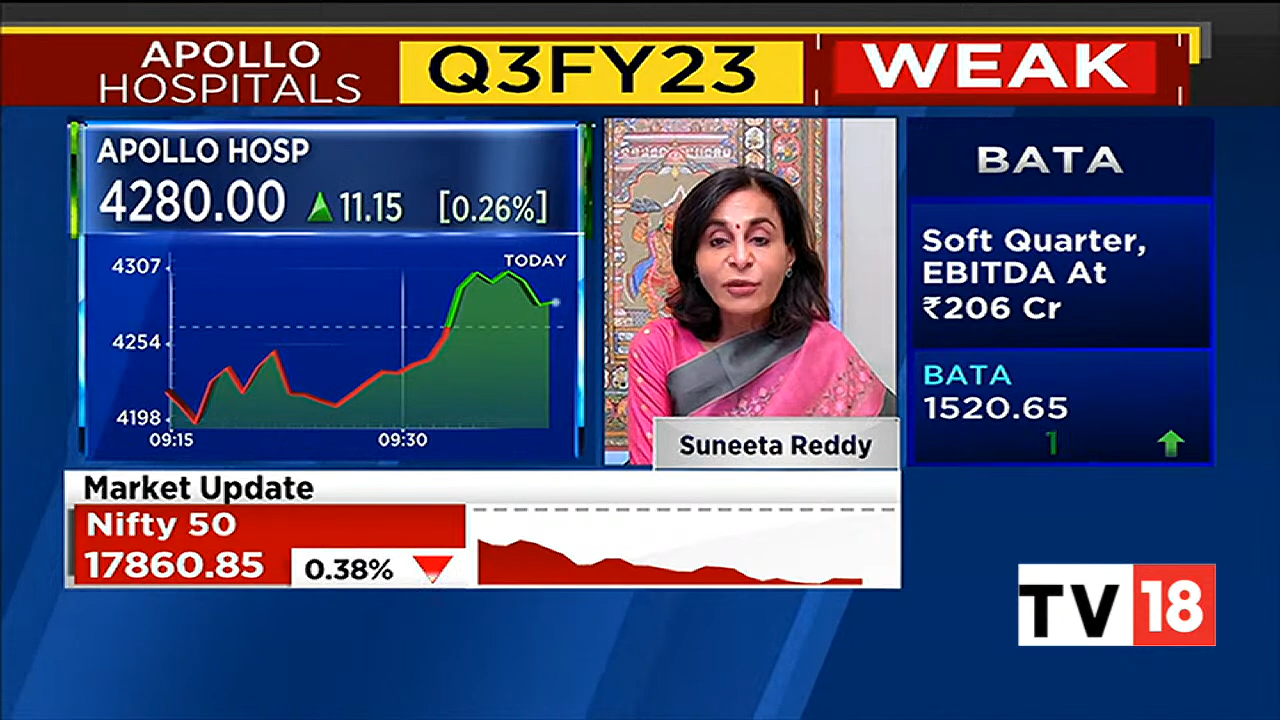 APOLLO
HOSPITALS
Q3FY23
WEAK
APOLLO HOSP
4280.00 ▲ 11.15 [0.26%]
TODAY
4307
4254
4198
09:15 09:30
Suneeta Reddy
BATA
Soft Quarter,
EBITDA At
₹206 Cr
BATA
1520.65
1
Market Update
Nifty 50
17860.85 0.38%
TV18